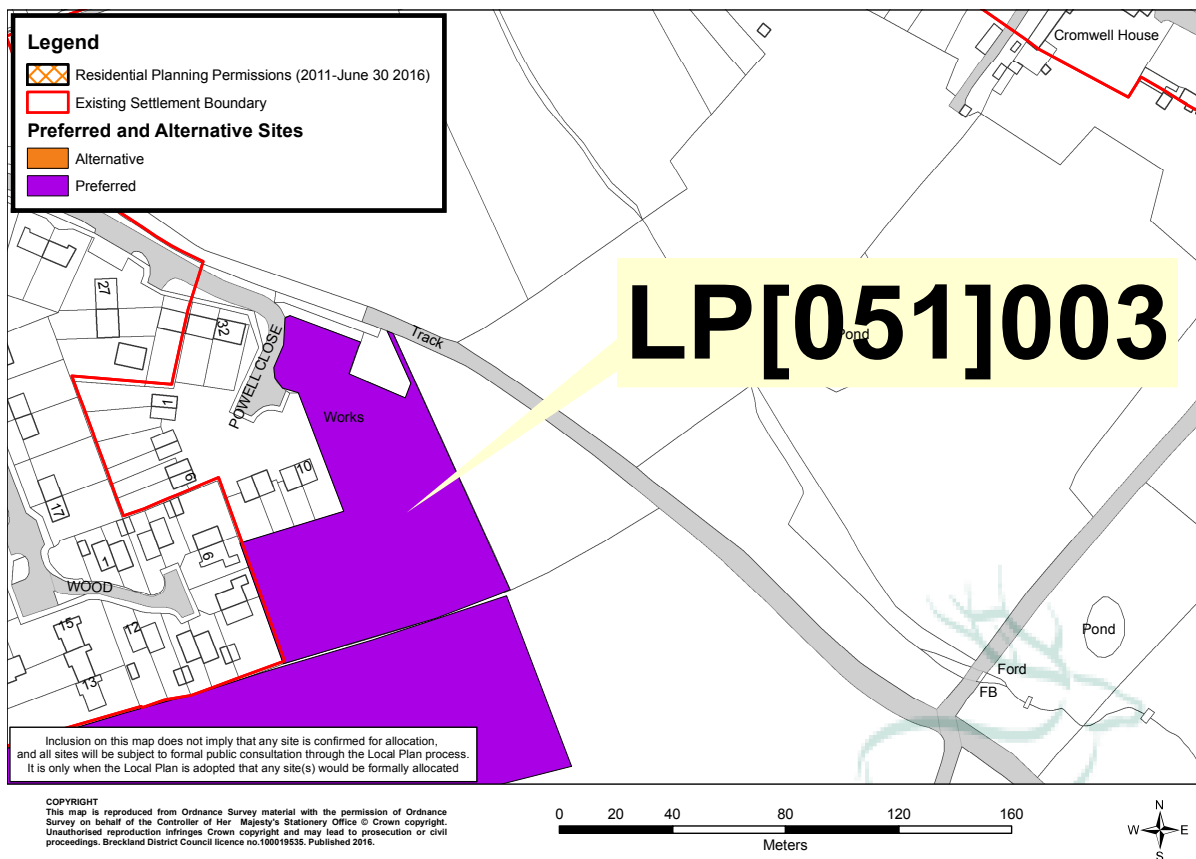 Legend
Residential Planning Permissions (2011-June 30 2016)
Existing Settlement Boundary
Preferred and Alternative Sites
Alternative
Preferred
Cromwell House
27
32
POWELL CLOSE
Track
LP[051]003
Pond
Works
1
6
10
17
1
6
WOOD
15
12
13
Pond
Ford
FB
Inclusion on this map does not imply that any site is confirmed for allocation,
and all sites will be subject to formal public consultation through the Local Plan process.
It is only when the Local Plan is adopted that any site(s) would be formally allocated
COPYRIGHT
This map is reproduced from Ordnance Survey material with the permission of Ordnance
Survey on behalf of the Controller of Her Majesty's Stationery Office © Crown copyright.
Unauthorised reproduction infringes Crown copyright and may lead to prosecution or civil
proceedings. Breckland District Council licence no.100019535. Published 2016.
0 20 40 80 120 160
Meters
N
W E
S